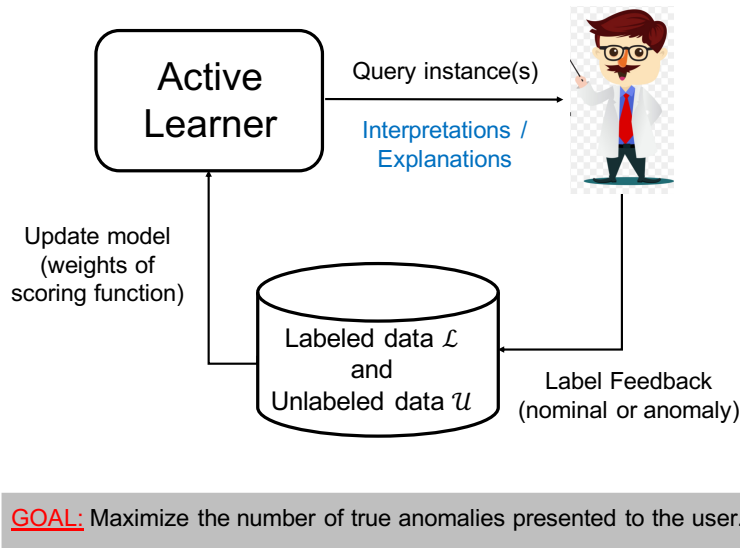 Active
Learner
Query instance(s)
Interpretations /
Explanations
Update model
(weights of
scoring function)
Labeled data ℒ
and
Unlabeled data 𝒰
Label Feedback
(nominal or anomaly)
GOAL: Maximize the number of true anomalies presented to the user.